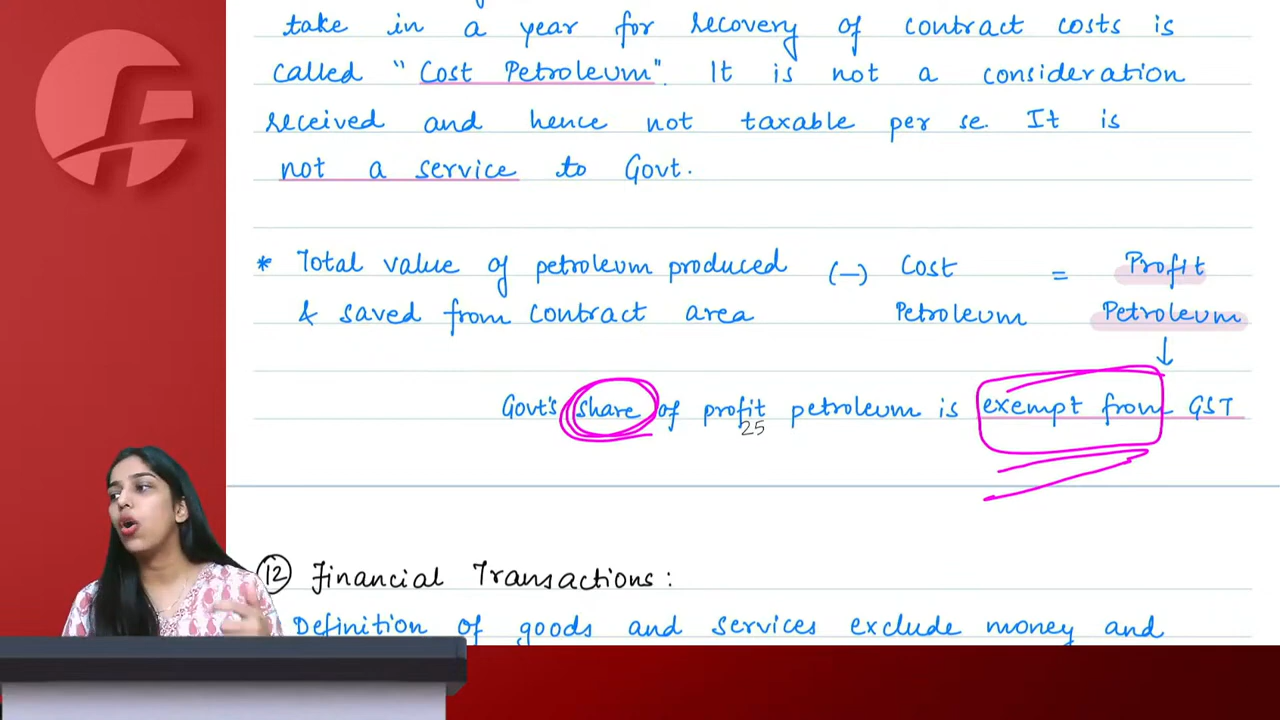 take in a year for recovery of contract costs is
called "Cost Petroleum". It is not a consideration
received and hence not taxable per se. It is
not a service to Govt.
* Total value of petroleum produced (–) Cost = Profit
& saved from contract area Petroleum Petroleum
↓
Govt's share of profit petroleum is exempt from GST
25
12 Financial Transactions:
Definition of goods and services exclude money and